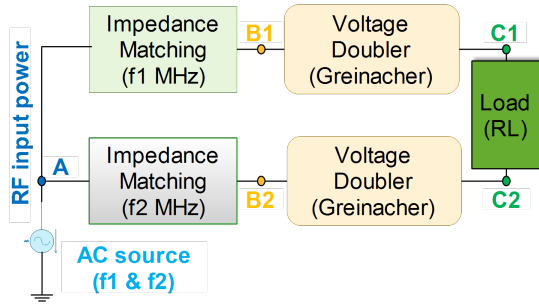 Impedance
Matching
(f1 MHz)
B1
Voltage
Doubler
(Greinacher)
C1
Load
(RL)
RF input power
A
Impedance
Matching
(f2 MHz)
B2
Voltage
Doubler
(Greinacher)
C2
AC source
(f1 & f2)